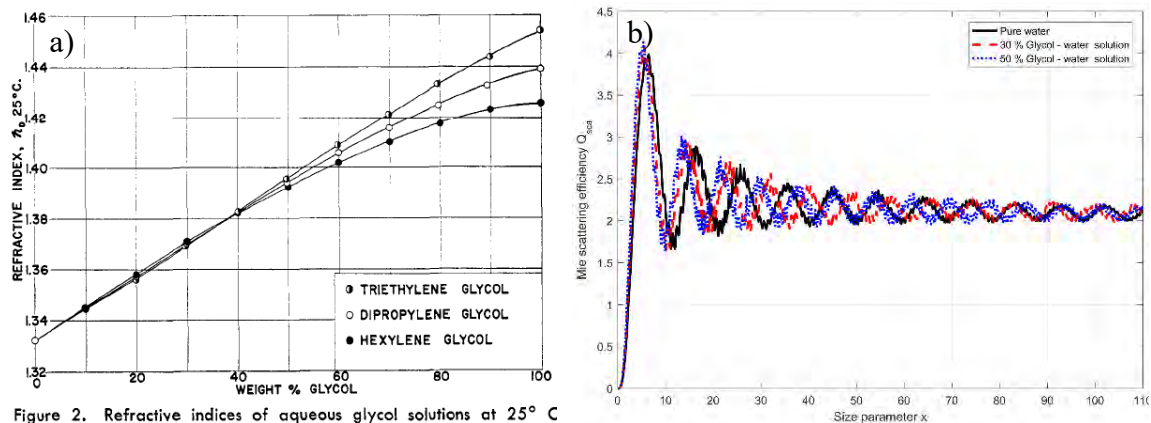 a)
1.46
1.44
1.42
1.40
1.38
1.36
1.34
1.32
REFRACTIVE INDEX, n_D 25°C.
TRIETHYLENE GLYCOL
DIPROPYLENE GLYCOL
HEXYLENE GLYCOL
0 20 40 60 80 100
WEIGHT % GLYCOL
Figure 2. Refractive indices of aqueous glycol solutions at 25° C
b)
4.5
4
3.5
3
2.5
2
1.5
1
0.5
0
Mie scattering efficiency Q_sca
Pure water
30 % Glycol - water solution
50 % Glycol - water solution
0 5 10 20 30 40 50 60 70 80 90 100 110
Size parameter x